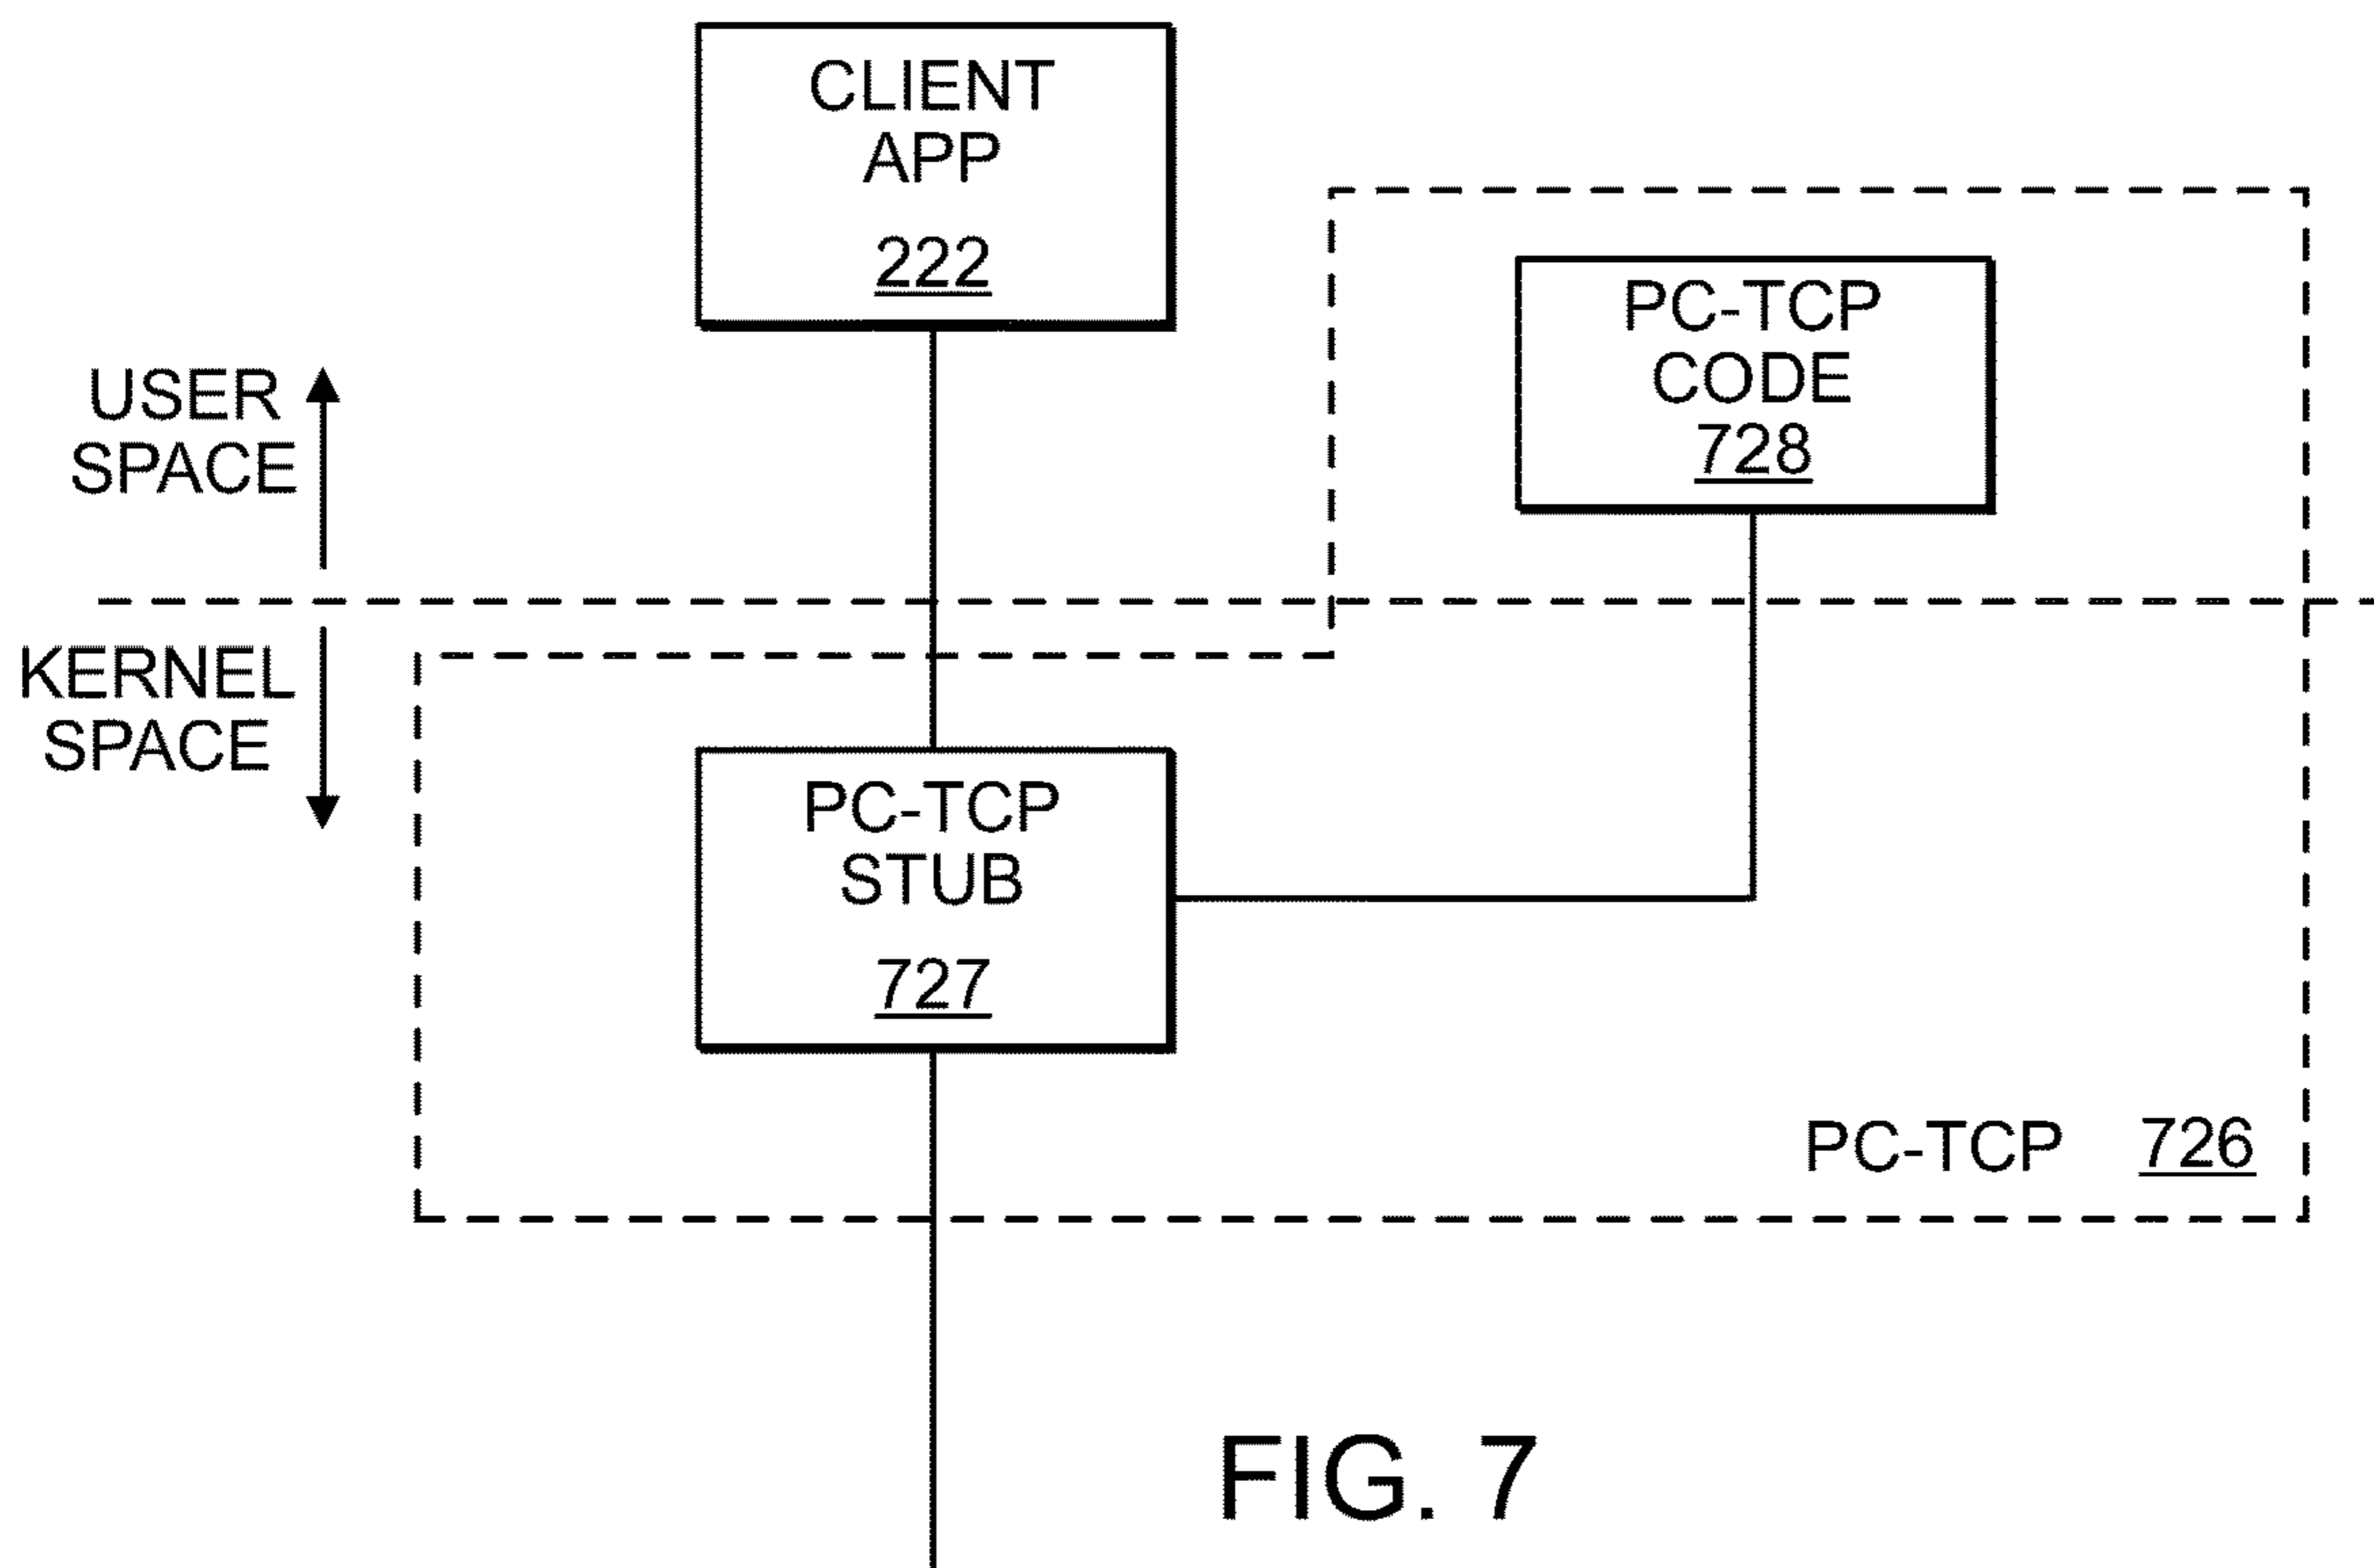 CLIENT
APP
222
PC-TCP
CODE
728
USER
SPACE
KERNEL
SPACE
PC-TCP
STUB
727
PC-TCP 726
FIG. 7